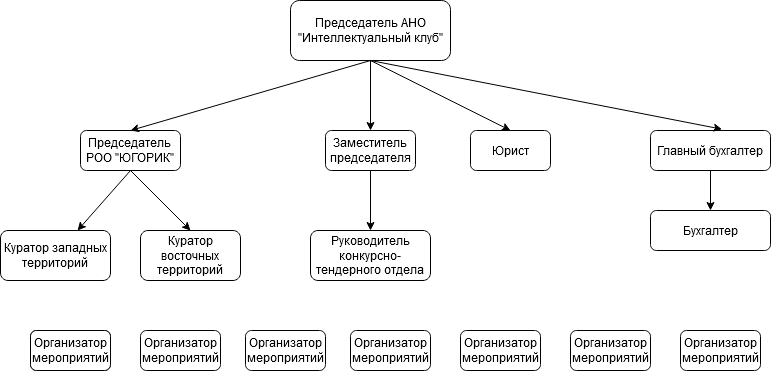 Председатель АНО
"Интеллектуальный клуб"
Председатель
РОО "ЮГОРИК"
Заместитель
председателя
Юрист
Главный бухгалтер
Куратор западных
территорий
Куратор
восточных
территорий
Руководитель
конкурсно-
тендерного отдела
Бухгалтер
Организатор
мероприятий
Организатор
мероприятий
Организатор
мероприятий
Организатор
мероприятий
Организатор
мероприятий
Организатор
мероприятий
Организатор
мероприятий